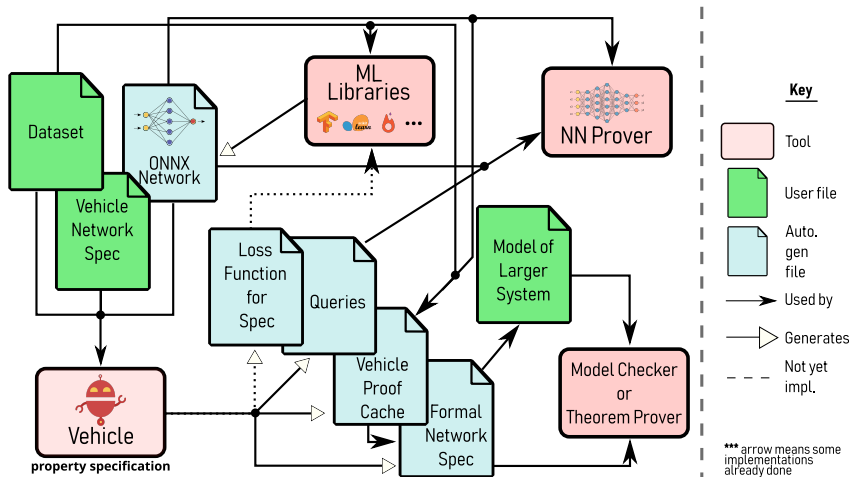 Dataset
ONNX
Network
Vehicle
Network
Spec
ML
Libraries
learn
NN Prover
Loss
Function
for
Spec
Queries
Vehicle
Proof
Cache
Formal
Network
Spec
Model of
Larger
System
Model Checker
or
Theorem Prover
Vehicle
property specification
Key
Tool
User file
Auto.
gen
file
Used by
Generates
Not yet
impl.
*** arrow means some
implementations
already done